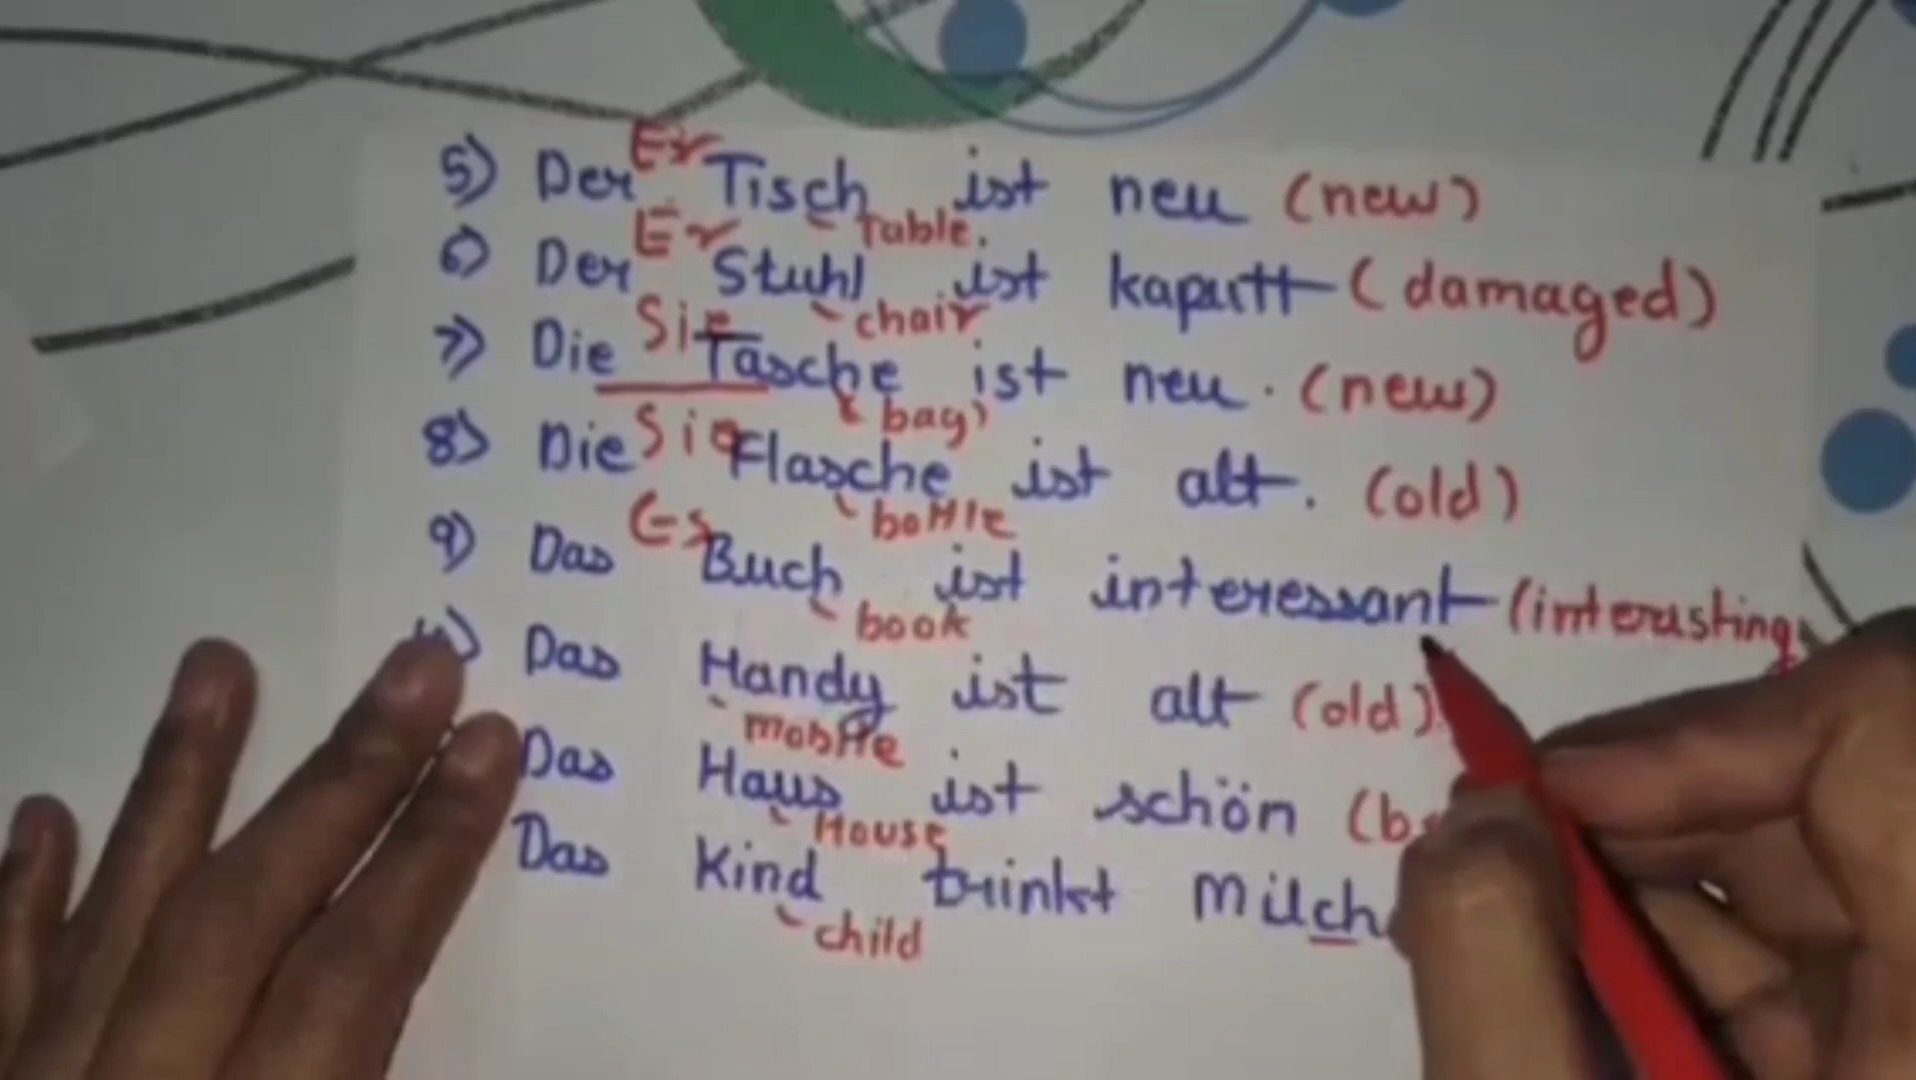 Er
5) Der Tisch ist neu (new)
table.
Er
6) Der Stuhl ist kaputt (damaged)
chair
Sie
7) Die Tasche ist neu. (new)
(bag)
Sie
8) Die Flasche ist alt. (old)
bottle
Es
9) Das Buch ist interessant (interesting
book
Das Handy ist alt (old).
mobile
Das Haus ist schön
House
Das Kind trinkt Milch.
child